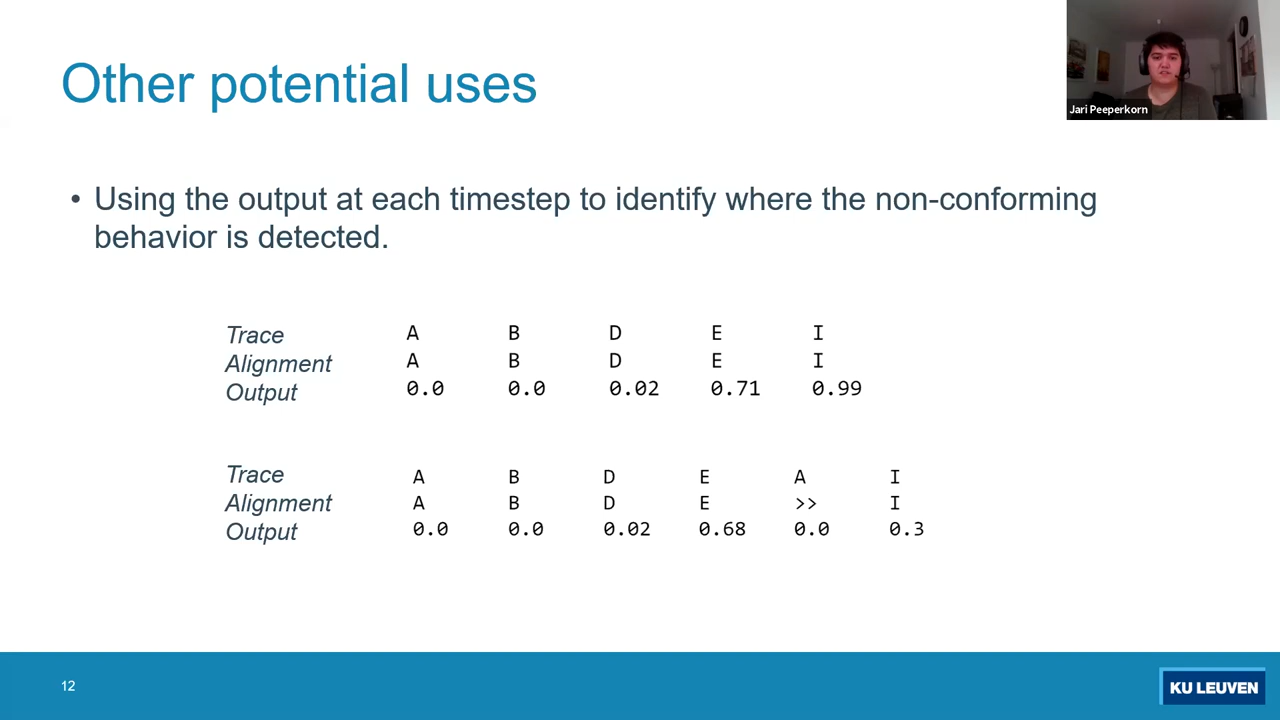 Other potential uses
Jari Peeperkorn
• Using the output at each timestep to identify where the non-conforming
behavior is detected.
Trace A B D E I
Alignment A B D E I
Output 0.0 0.0 0.02 0.71 0.99
Trace A B D E A I
Alignment A B D E >> I
Output 0.0 0.0 0.02 0.68 0.0 0.3
12
KU LEUVEN